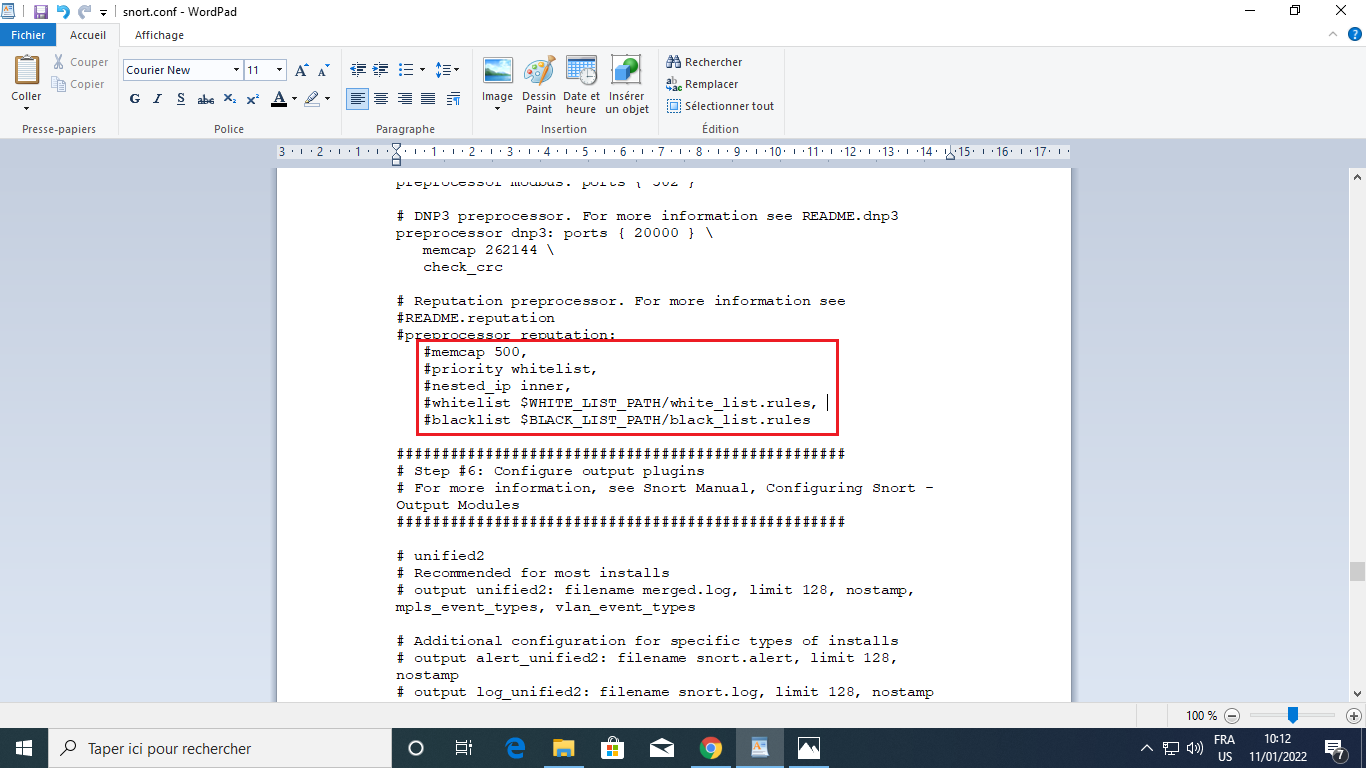 snort.conf - WordPad
Fichier Accueil Affichage
Coller
Couper
Copier
Presse-papiers
Courier New 11
G I S abc X₂ X² A
Police
Paragraphe
Image
Dessin Paint
Date et heure
Insérer un objet
Insertion
Rechercher
Remplacer
Sélectionner tout
Édition
3 2 1 1 2 3 4 5 6 7 8 9 10 11 12 13 14 15 16 17
preprocessor modbus: ports { 502 }
# DNP3 preprocessor. For more information see README.dnp3
preprocessor dnp3: ports { 20000 } \
memcap 262144 \
check_crc
# Reputation preprocessor. For more information see
#README.reputation
#preprocessor reputation:
#memcap 500,
#priority whitelist,
#nested_ip inner,
#whitelist $WHITE_LIST_PATH/white_list.rules,
#blacklist $BLACK_LIST_PATH/black_list.rules
###################################################
# Step #6: Configure output plugins
# For more information, see Snort Manual, Configuring Snort -
Output Modules
###################################################
# unified2
# Recommended for most installs
# output unified2: filename merged.log, limit 128, nostamp,
mpls_event_types, vlan_event_types
# Additional configuration for specific types of installs
# output alert_unified2: filename snort.alert, limit 128,
nostamp
# output log_unified2: filename snort.log, limit 128, nostamp
100 %
Taper ici pour rechercher
FRA
US
10:12
11/01/2022
7